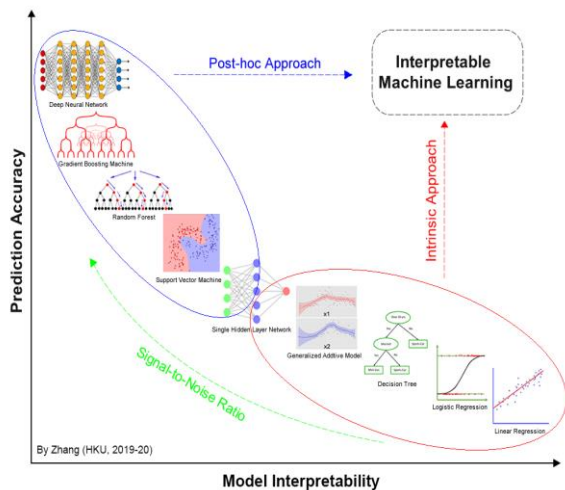 Post-hoc Approach
Interpretable
Machine Learning
Deep Neural Network
Gradient Boosting Machine
Random Forest
Support Vector Machine
Single Hidden Layer Network
x1
x2
Generalized Addtive Model
Decision Tree
Logistic Regression
Linear Regression
Intrinsic Approach
Signal-to-Noise Ratio
Prediction Accuracy
By Zhang (HKU, 2019-20)
Model Interpretability